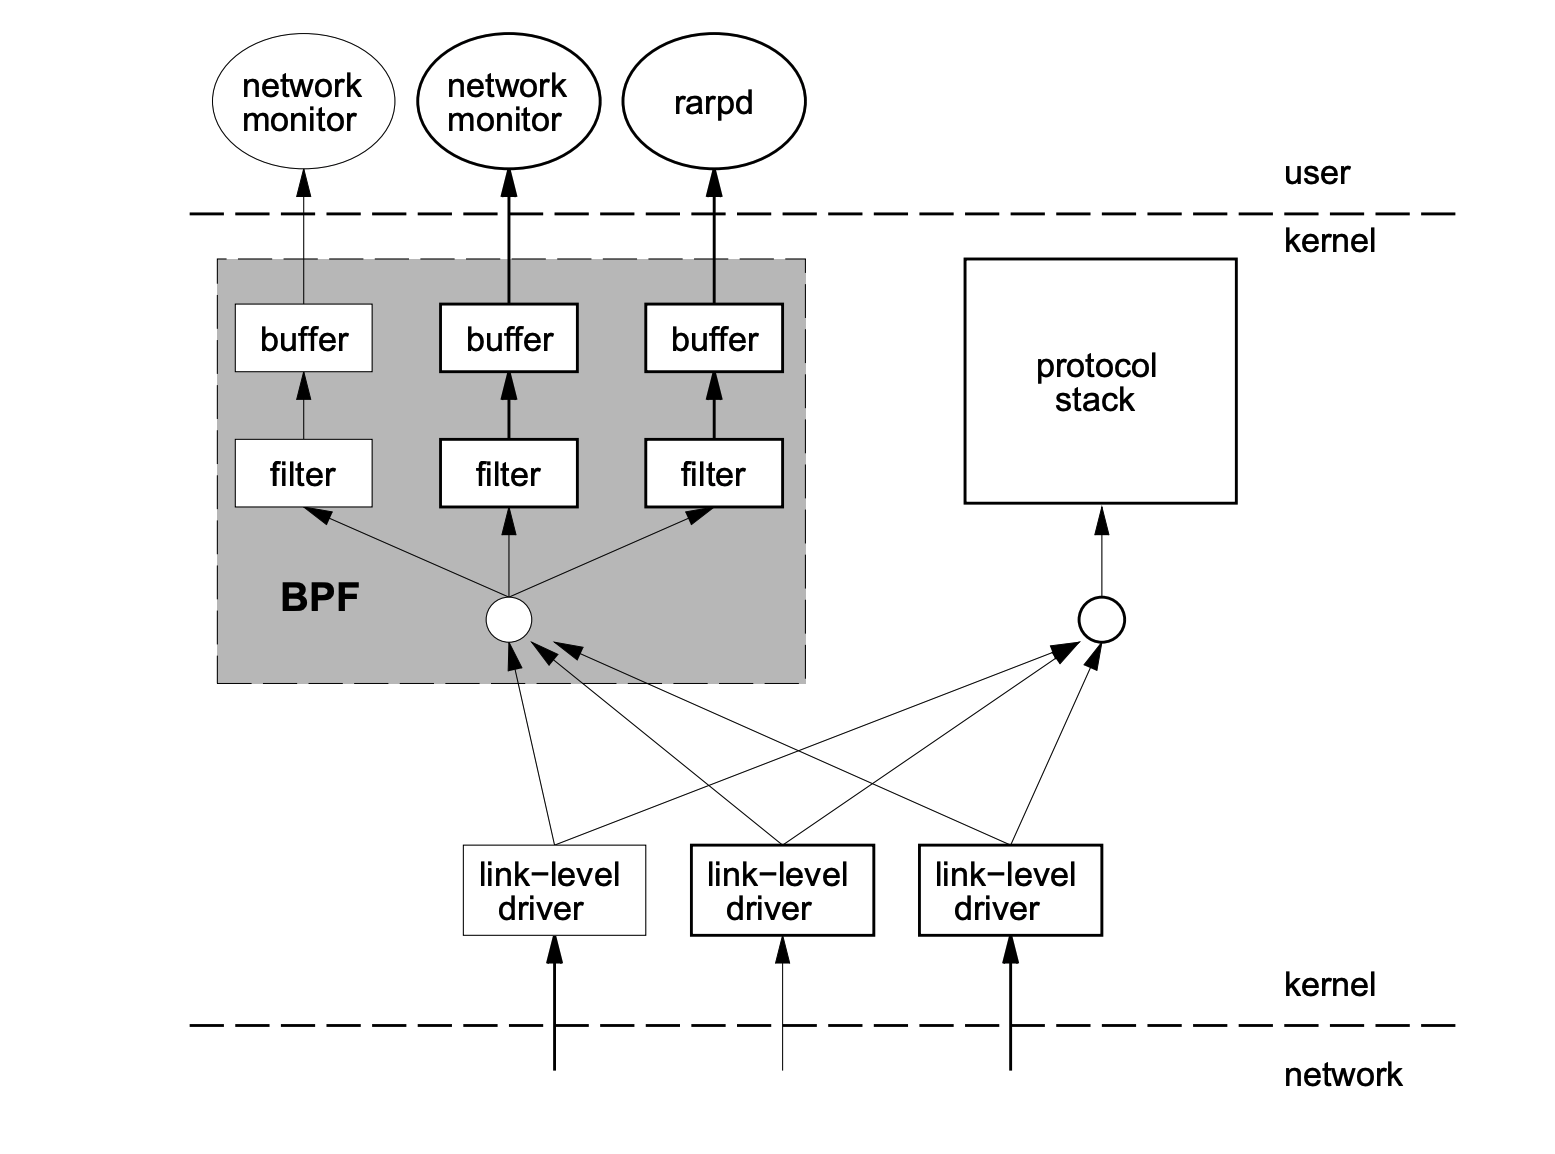 network
monitor
network
monitor
rarpd
user
kernel
buffer
buffer
buffer
protocol
stack
filter
filter
filter
BPF
link−level
driver
link−level
driver
link−level
driver
kernel
network